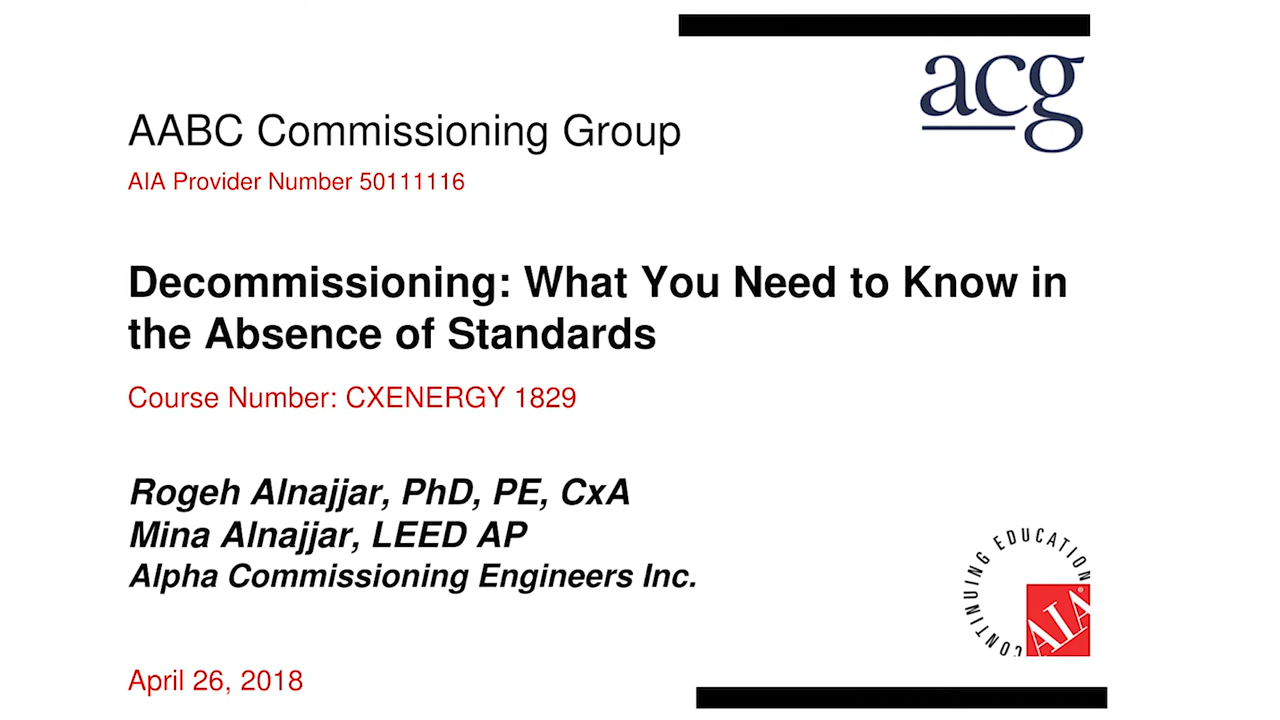 acg
AABC Commissioning Group
AIA Provider Number 50111116
Decommissioning: What You Need to Know in
the Absence of Standards
Course Number: CXENERGY 1829
Rogeh Alnajjar, PhD, PE, CxA
Mina Alnajjar, LEED AP
Alpha Commissioning Engineers Inc.
CONTINUING EDUCATION
AIA®
April 26, 2018